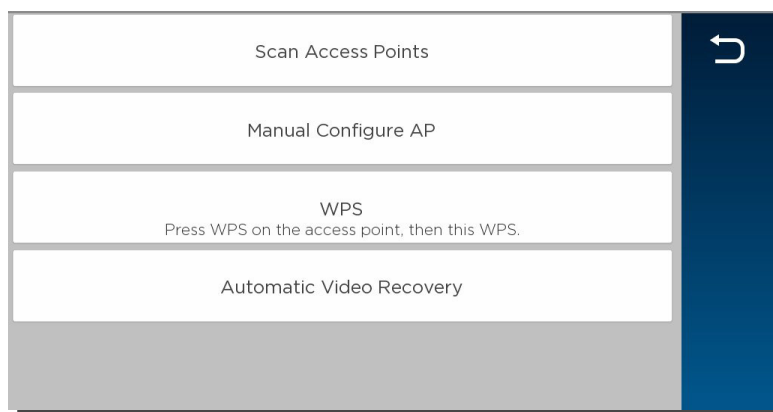 Scan Access Points
Manual Configure AP
WPS
Press WPS on the access point, then this WPS.
Automatic Video Recovery